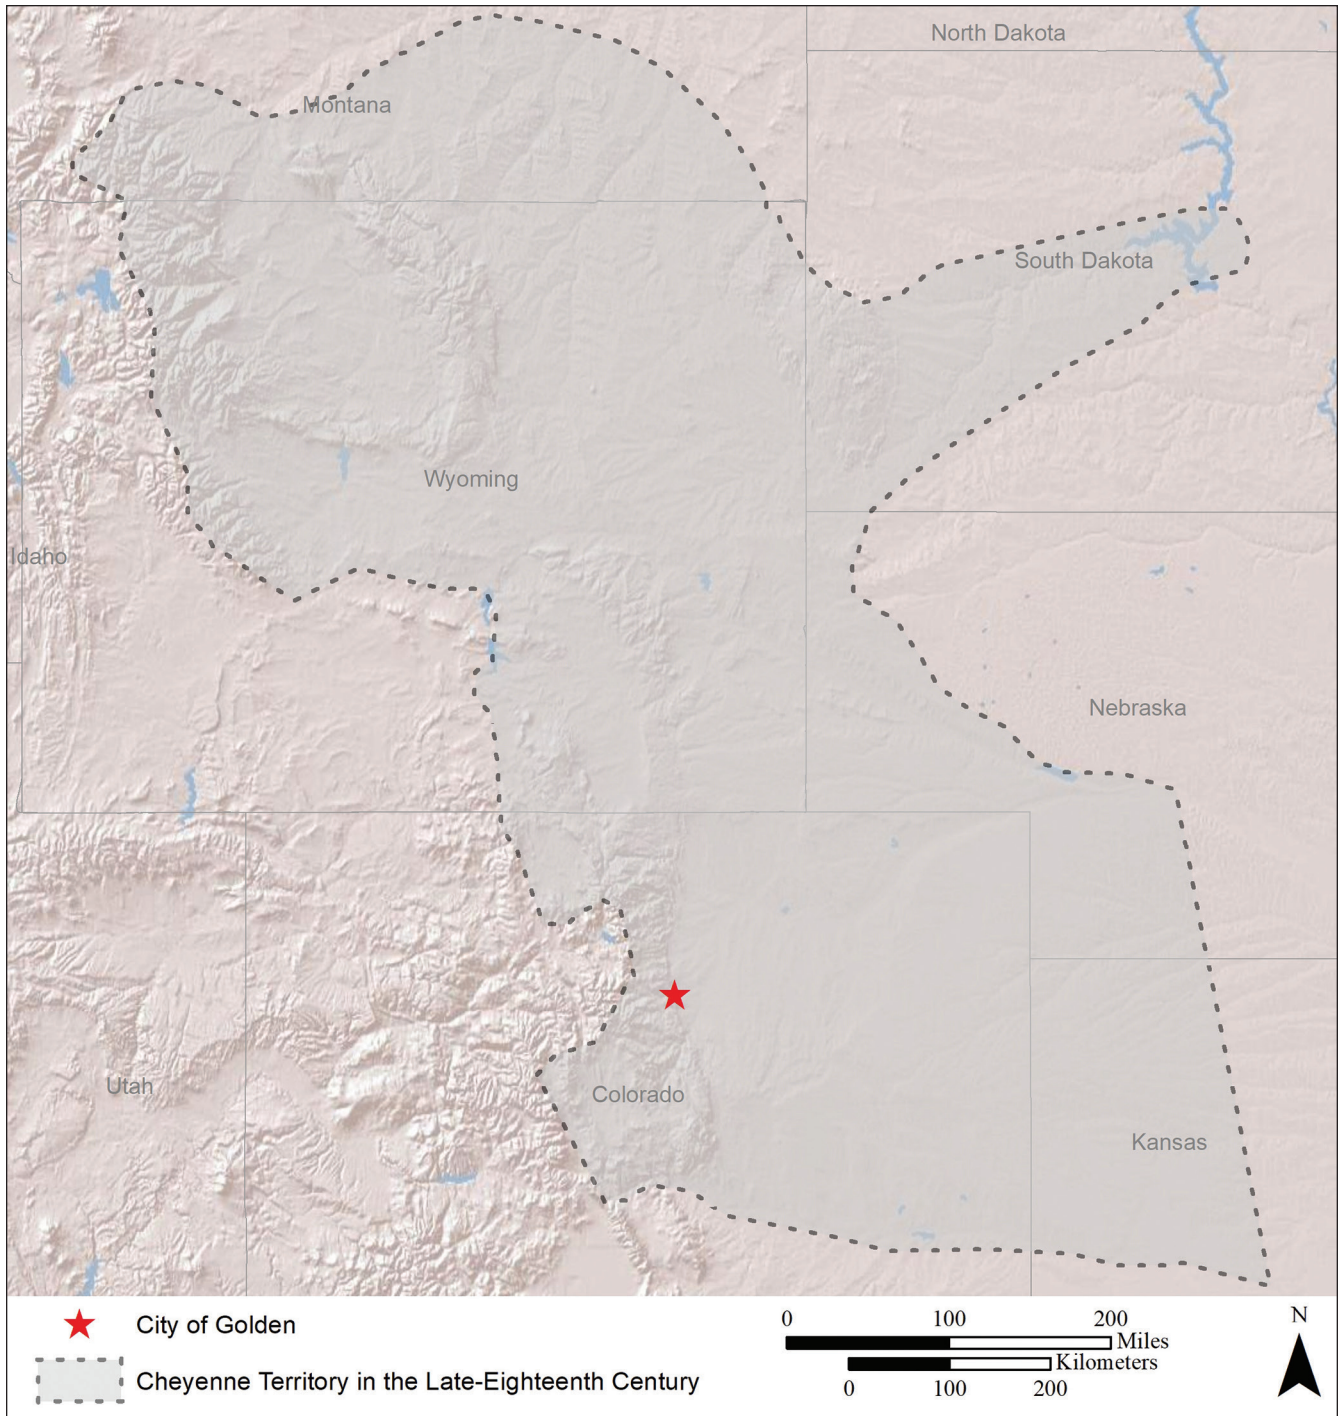 North Dakota
Montana
South Dakota
Wyoming
Idaho
Nebraska
Utah
Colorado
Kansas
City of Golden
Cheyenne Territory in the Late-Eighteenth Century
0 100 200
Miles
Kilometers
0 100 200
N